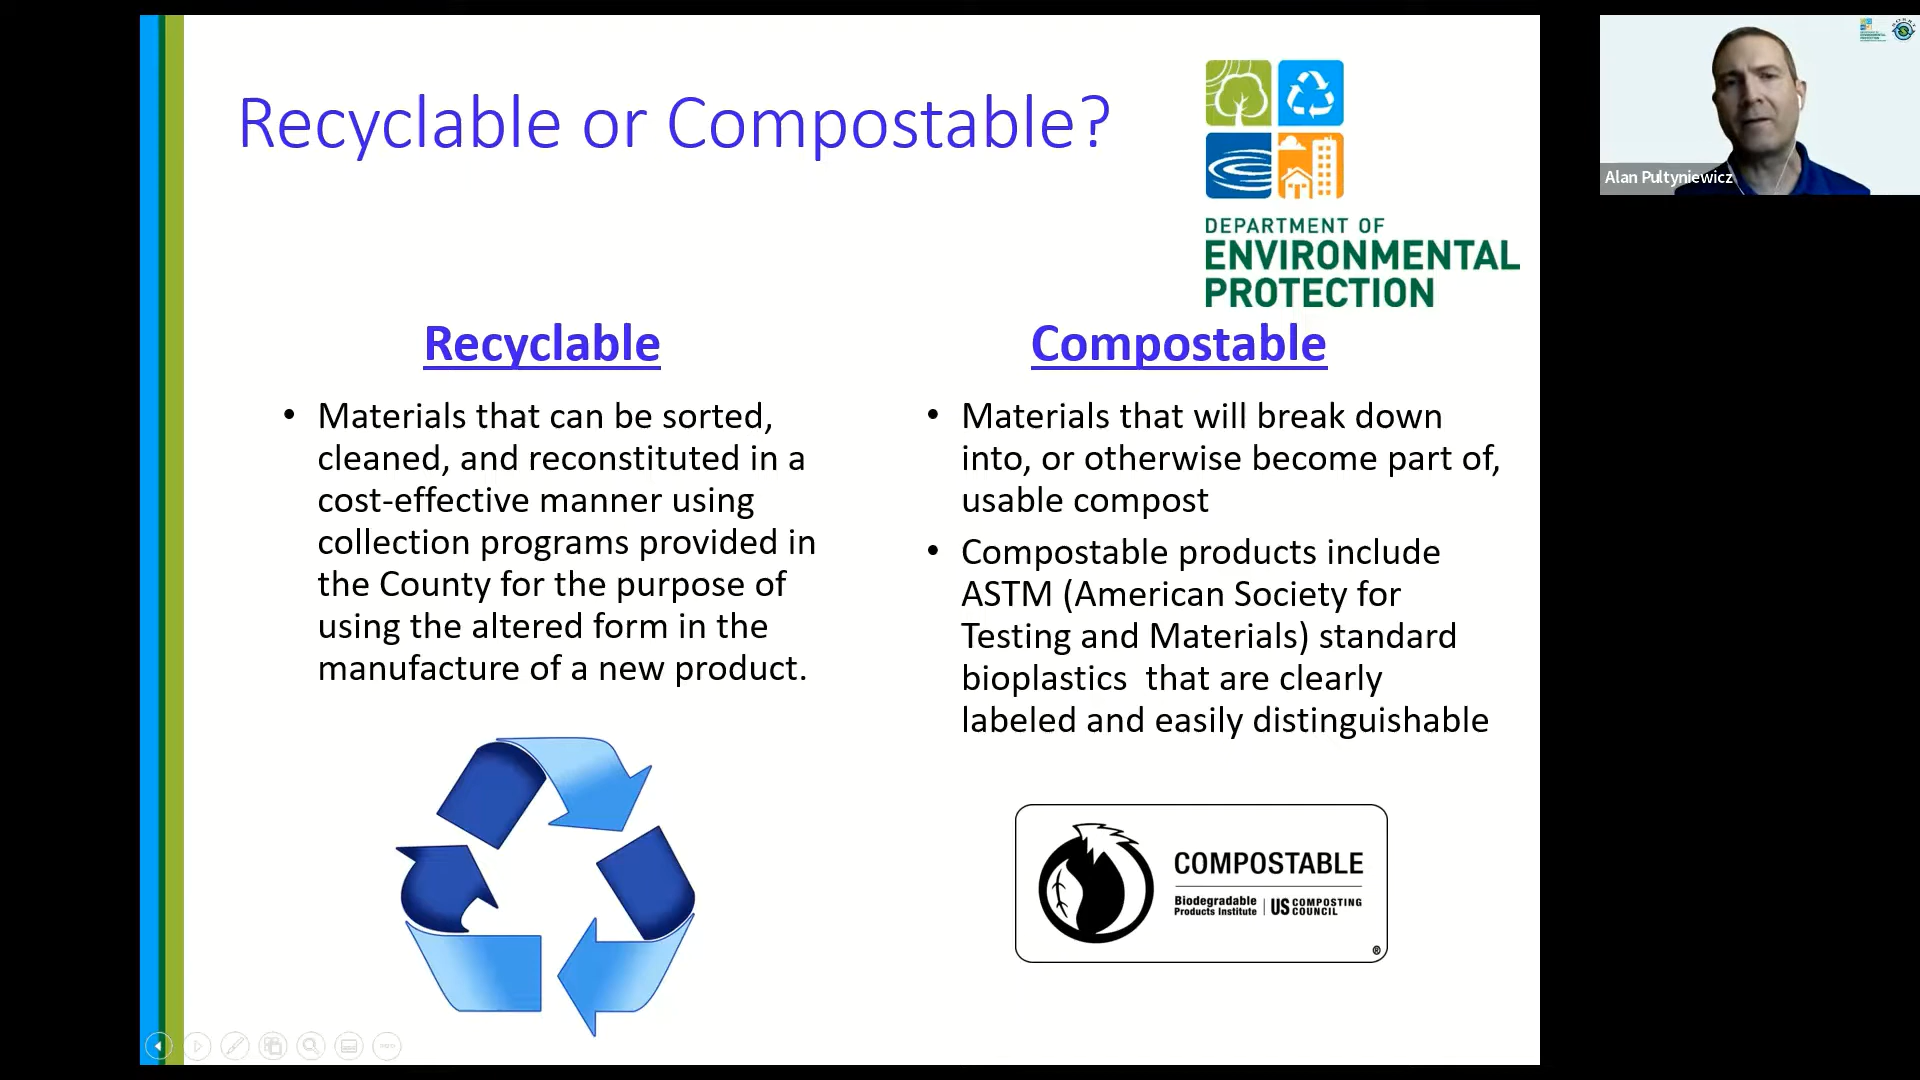 Recyclable or Compostable?
DEPARTMENT OF
ENVIRONMENTAL
PROTECTION
Recyclable
• Materials that can be sorted,
cleaned, and reconstituted in a
cost-effective manner using
collection programs provided in
the County for the purpose of
using the altered form in the
manufacture of a new product.
Compostable
• Materials that will break down
into, or otherwise become part of,
usable compost
• Compostable products include
ASTM (American Society for
Testing and Materials) standard
bioplastics  that are clearly
labeled and easily distinguishable
COMPOSTABLE
Biodegradable
Products Institute
US COMPOSTING
COUNCIL
®
Alan Pultyniewicz